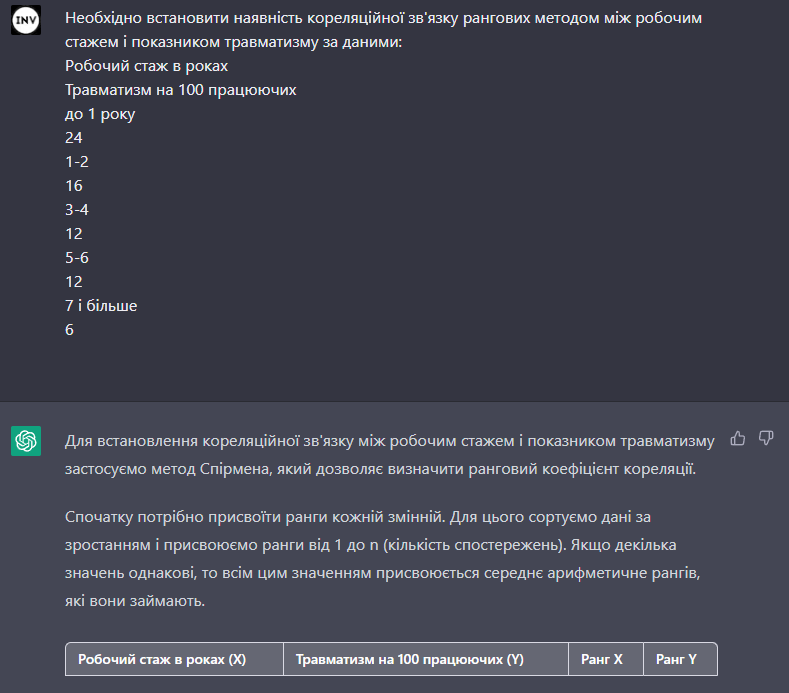 INV
Необхідно встановити наявність кореляційної зв'язку рангових методом між робочим
стажем і показником травматизму за даними:
Робочий стаж в роках
Травматизм на 100 працюючих
до 1 року
24
1-2
16
3-4
12
5-6
12
7 і більше
6
Для встановлення кореляційної зв'язку між робочим стажем і показником травматизму
застосуємо метод Спірмена, який дозволяє визначити ранговий коефіцієнт кореляції.
Спочатку потрібно присвоїти ранги кожній змінній. Для цього сортуємо дані за
зростанням і присвоюємо ранги від 1 до n (кількість спостережень). Якщо декілька
значень однакові, то всім цим значенням присвоюється середнє арифметичне рангів,
які вони займають.
Робочий стаж в роках (X) Травматизм на 100 працюючих (Y) Ранг X Ранг Y